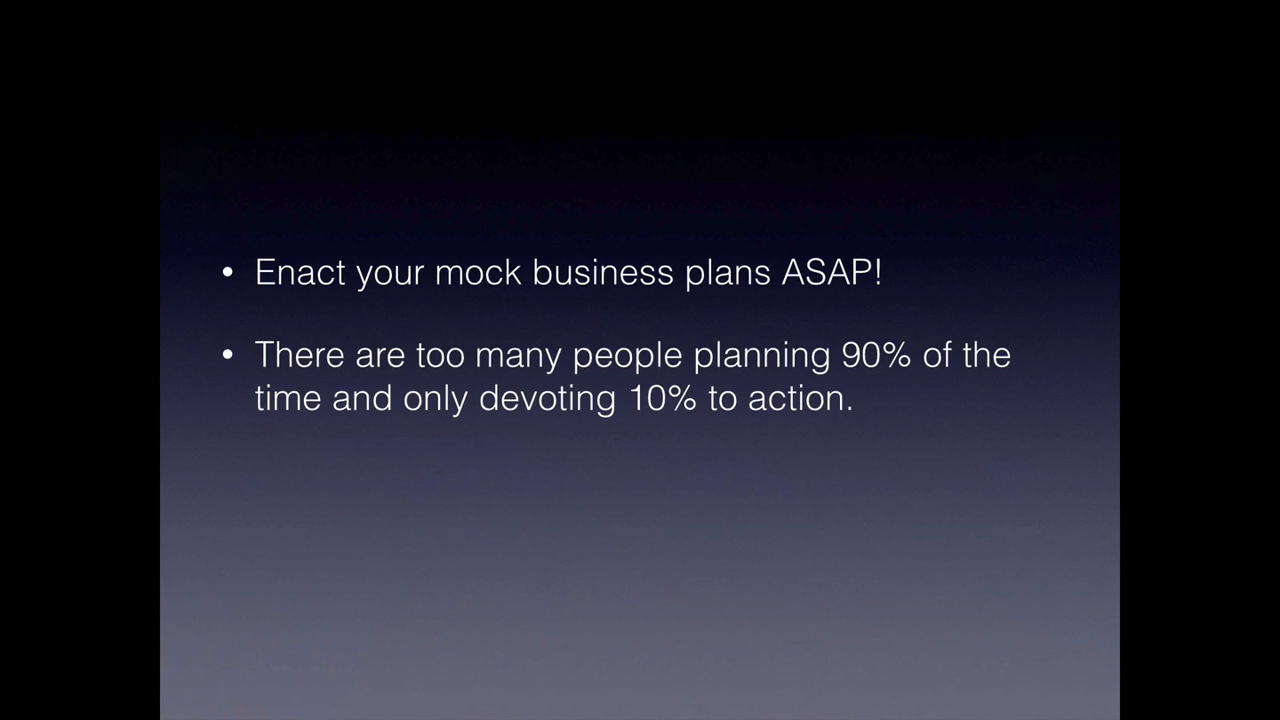 • Enact your mock business plans ASAP!
• There are too many people planning 90% of the
time and only devoting 10% to action.